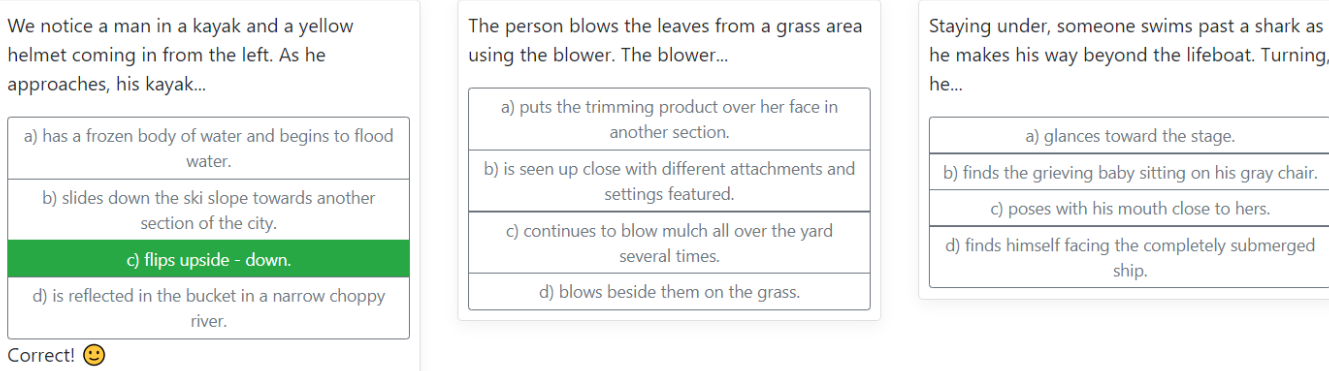 We notice a man in a kayak and a yellow
helmet coming in from the left. As he
approaches, his kayak...
a) has a frozen body of water and begins to flood
water.
b) slides down the ski slope towards another
section of the city.
c) flips upside - down.
d) is reflected in the bucket in a narrow choppy
river.
Correct!
The person blows the leaves from a grass area
using the blower. The blower...
a) puts the trimming product over her face in
another section.
b) is seen up close with different attachments and
settings featured.
c) continues to blow mulch all over the yard
several times.
d) blows beside them on the grass.
Staying under, someone swims past a shark as
he makes his way beyond the lifeboat. Turning,
he...
a) glances toward the stage.
b) finds the grieving baby sitting on his gray chair.
c) poses with his mouth close to hers.
d) finds himself facing the completely submerged
ship.